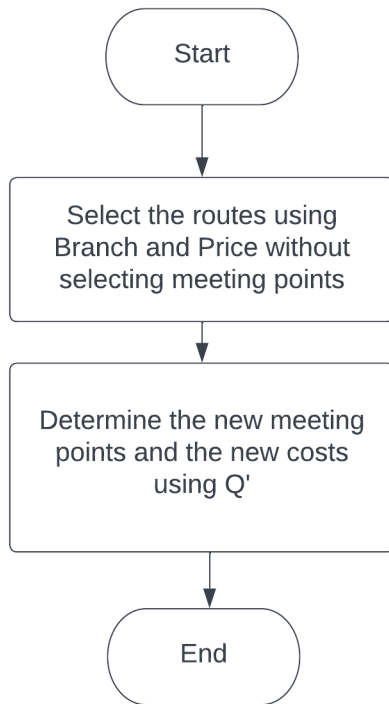 Start
Select the routes using
Branch and Price without
selecting meeting points
Determine the new meeting
points and the new costs
using Q'
End